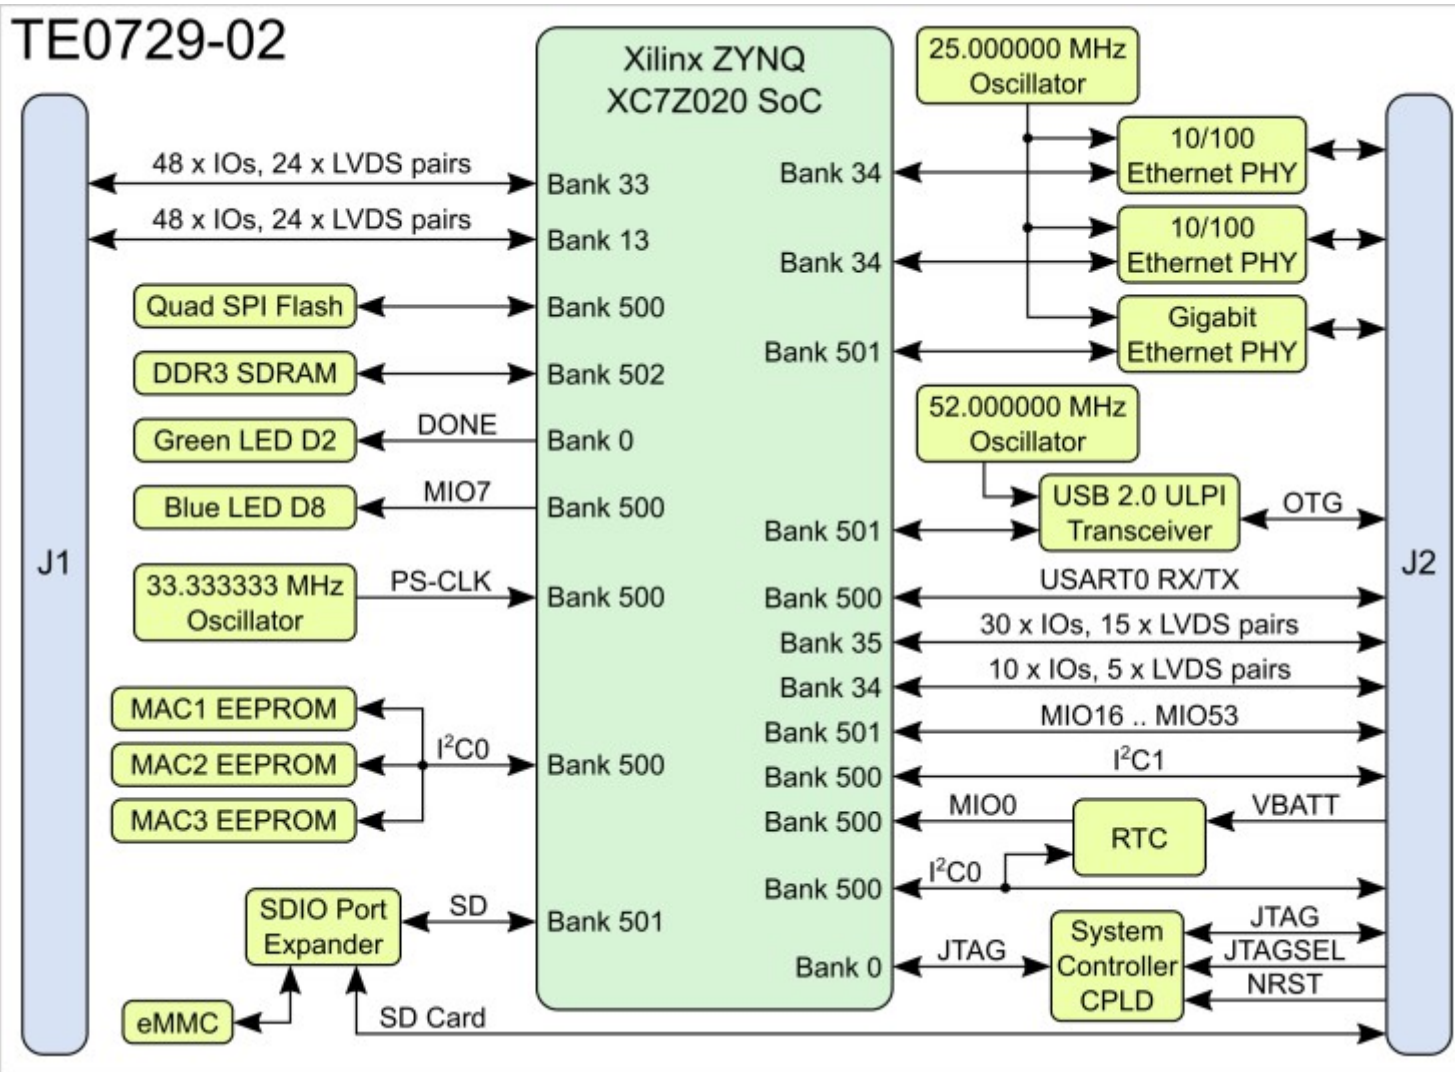 TE0729-02
Xilinx ZYNQ
XC7Z020 SoC
25.000000 MHz
Oscillator
48 x IOs, 24 x LVDS pairs
Bank 33
48 x IOs, 24 x LVDS pairs
Bank 13
Quad SPI Flash
Bank 500
DDR3 SDRAM
Bank 502
Green LED D2
DONE
Bank 0
Blue LED D8
MIO7
Bank 500
J1
33.333333 MHz
Oscillator
PS-CLK
Bank 500
MAC1 EEPROM
MAC2 EEPROM
MAC3 EEPROM
I²C0
Bank 500
SDIO Port
Expander
SD
Bank 501
eMMC
SD Card
Bank 34
10/100
Ethernet PHY
Bank 34
10/100
Ethernet PHY
Bank 501
Gigabit
Ethernet PHY
52.000000 MHz
Oscillator
Bank 501
USB 2.0 ULPI
Transceiver
OTG
J2
Bank 500
USART0 RX/TX
Bank 35
30 x IOs, 15 x LVDS pairs
Bank 34
10 x IOs, 5 x LVDS pairs
Bank 501
MIO16 .. MIO53
Bank 500
I²C1
Bank 500
MIO0
RTC
VBATT
Bank 500
I²C0
Bank 0
JTAG
System
Controller
CPLD
JTAG
JTAGSEL
NRST